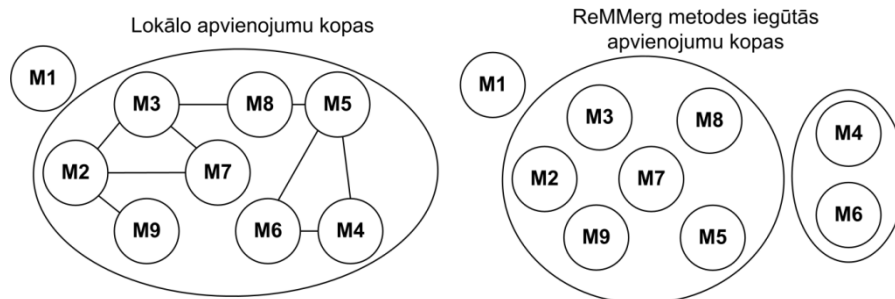 Lokālo apvienojumu kopas
M1
M3
M8
M5
M2
M7
M9
M6
M4
ReMMerg metodes iegūtās
apvienojumu kopas
M1
M3
M8
M2
M7
M9
M5
M4
M6